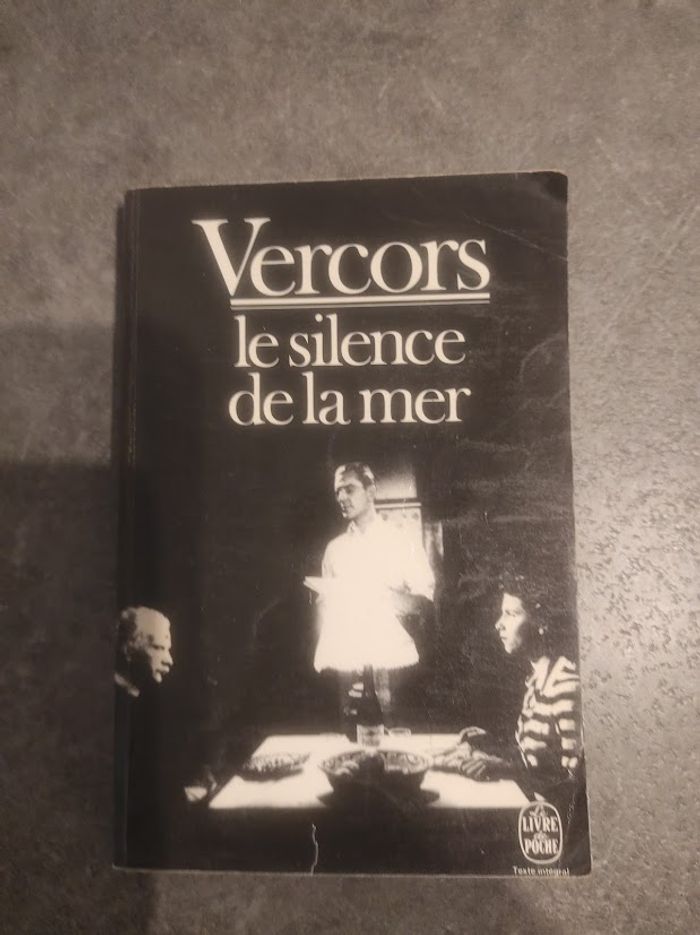 Vercors
le silence
de la mer
Le
LIVRE
de
POCHE
Texte intégral